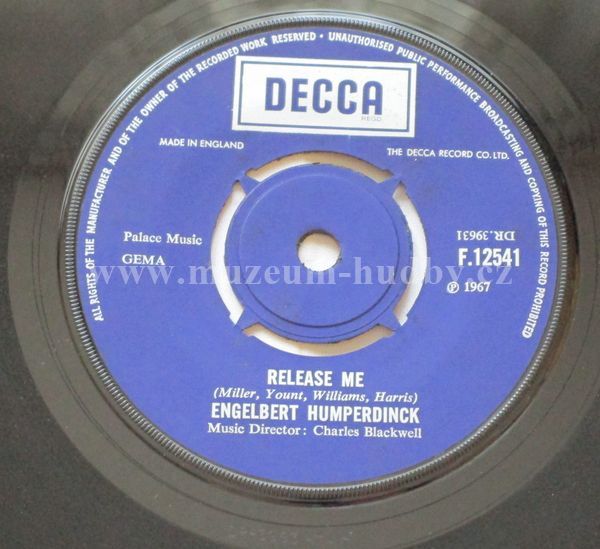 ALL RIGHTS OF THE MANUFACTURER AND OF THE OWNER OF THE RECORDED WORK RESERVED · UNAUTHORISED PUBLIC PERFORMANCE BROADCASTING AND COPYING OF THIS RECORD PROHIBITED
DECCA
REGD
MADE IN ENGLAND
THE DECCA RECORD CO. LTD.
Palace Music
GEMA
DR.39631
F.12541
℗ 1967
www.muzeum-hudby.cz
RELEASE ME
(Miller, Yount, Williams, Harris)
ENGELBERT HUMPERDINCK
Music Director: Charles Blackwell